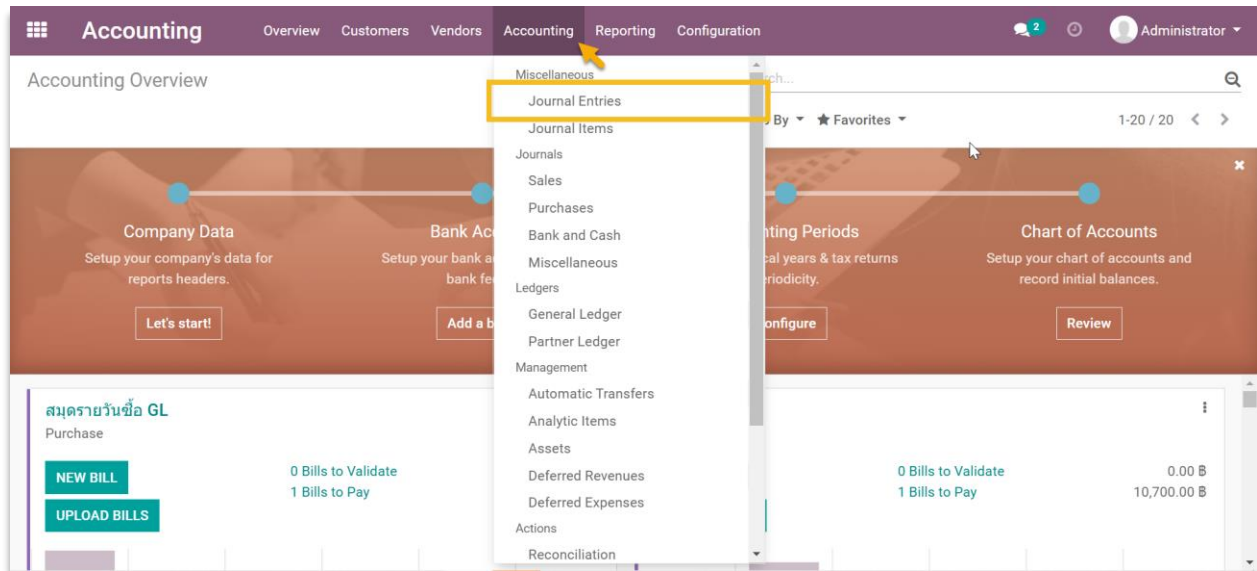 Accounting Overview Customers Vendors Accounting Reporting Configuration 2 Administrator
Accounting Overview
Miscellaneous
Journal Entries
Journal Items
Journals
Sales
Purchases
Bank and Cash
Miscellaneous
Ledgers
General Ledger
Partner Ledger
Management
Automatic Transfers
Analytic Items
Assets
Deferred Revenues
Deferred Expenses
Actions
Reconciliation
By Favorites 1-20 / 20
Company Data
Setup your company's data for
reports headers.
Let's start!
Bank
Setup your bank
bank
Add a
Periods
years & tax returns
Chart of Accounts
Setup your chart of accounts and
record initial balances.
Review
สมุดรายวันซื้อ GL
Purchase
NEW BILL
UPLOAD BILLS
0 Bills to Validate
1 Bills to Pay
0 Bills to Validate 0.00 ฿
1 Bills to Pay 10,700.00 ฿